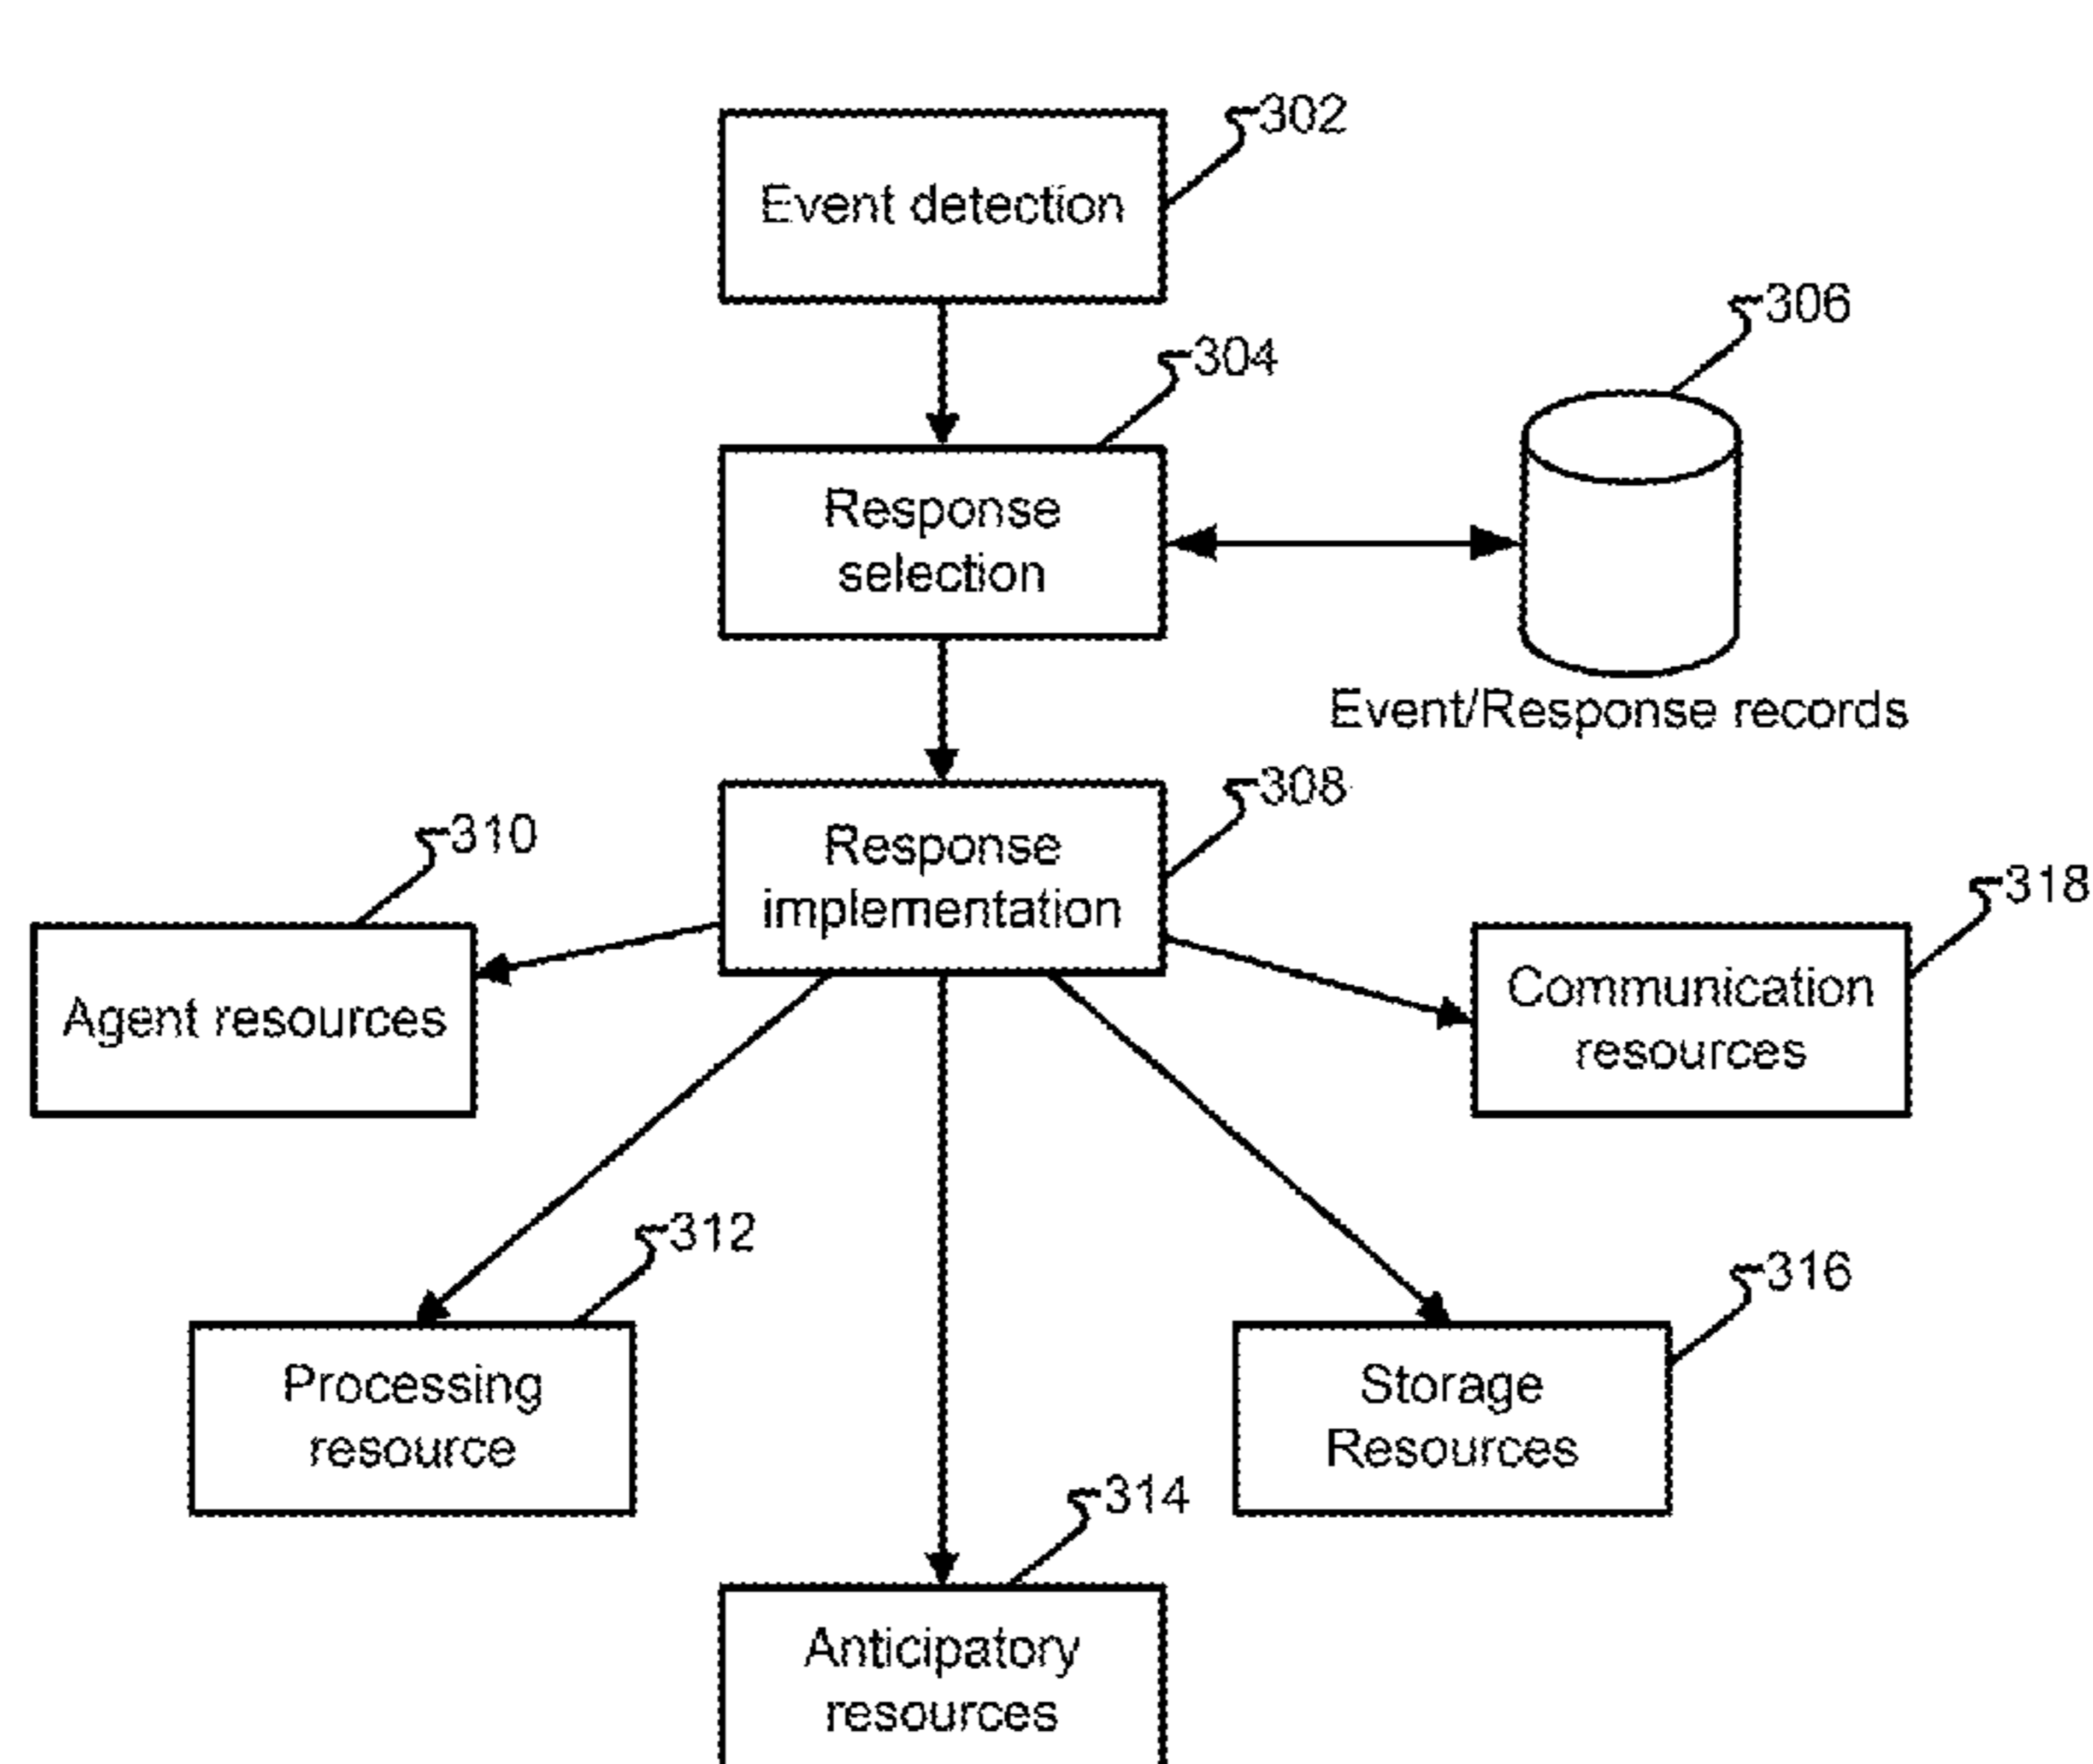 302
Event detection
306
304
Response
selection
Event/Response records
308
310
Response
implementation
318
Agent resources
Communication
resources
312
316
Processing
resource
Storage
Resources
314
Anticipatory
resources